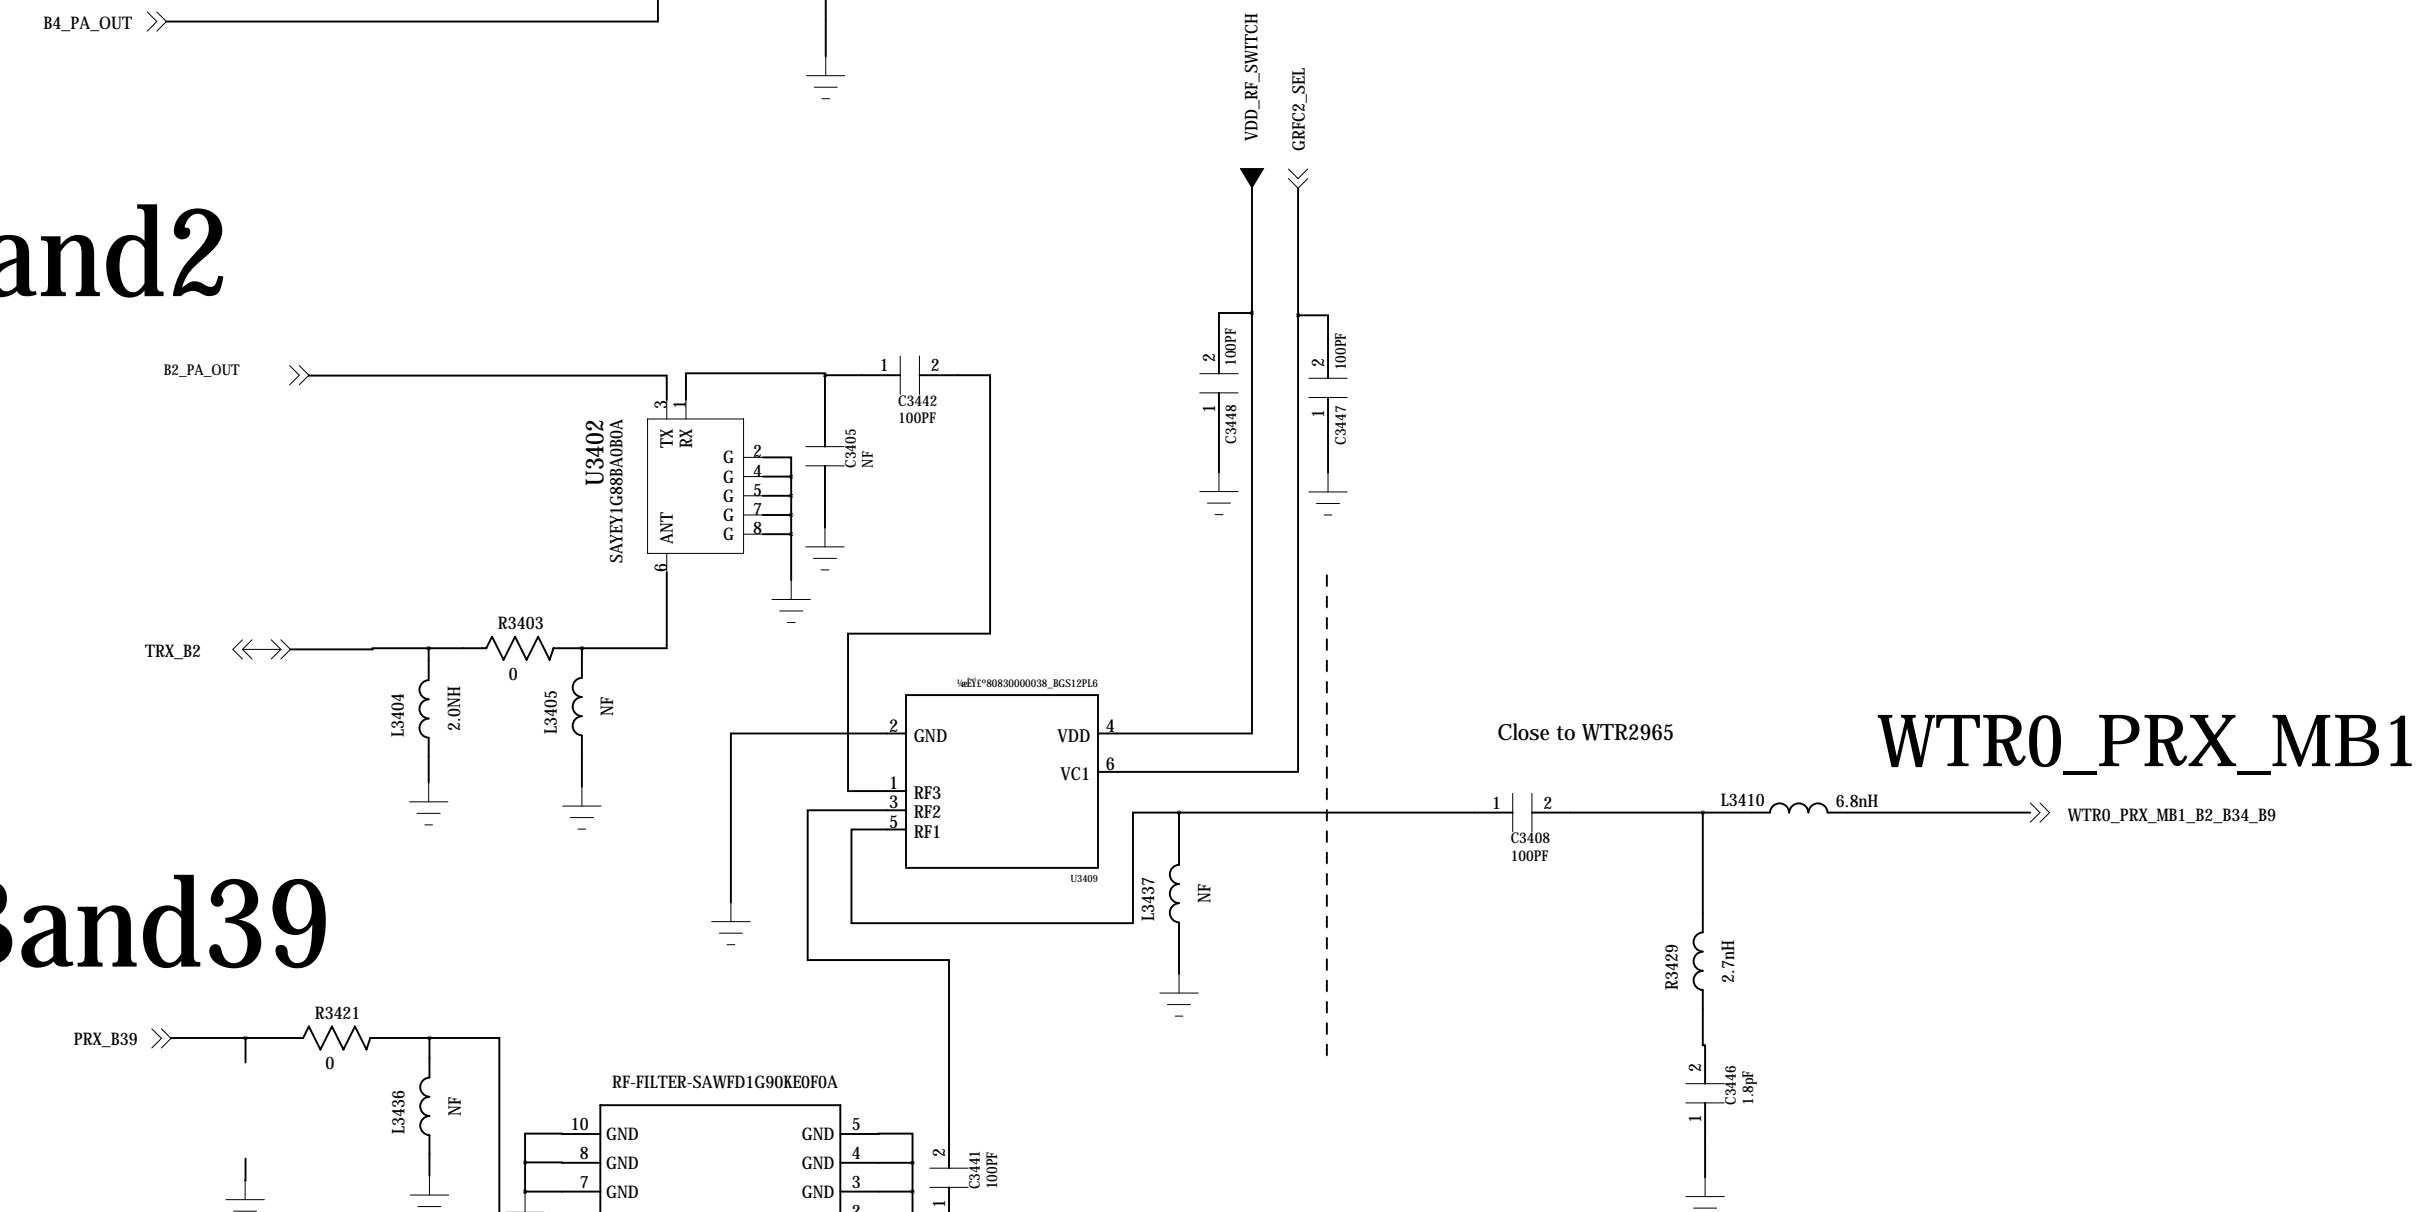 B4_PA_OUT
VDD_RF_SWITCH
GRFC2_SEL
and2
B2_PA_OUT
1
2
C3442
100PF
3
1
U3402
SAYEY1G88BA0B0A
TX
RX
ANT
G 2
G 4
G 5
G 7
G 8
6
C3405
NF
2
100PF
1
C3448
2
100PF
1
C3447
TRX_B2
R3403
0
L3404
2.0NH
L3405
NF
80830000038_BGS12PL6
2 GND
VDD 4
VC1 6
1 RF3
3 RF2
5 RF1
U3409
Close to WTR2965
WTR0_PRX_MB1
1
2
C3408
100PF
L3410
6.8nH
WTR0_PRX_MB1_B2_B34_B9
L3437
NF
R3429
2.7nH
2
C3446
1.8pF
1
Band39
PRX_B39
R3421
0
L3436
NF
RF-FILTER-SAWFD1G90KE0F0A
10 GND
GND 5
8 GND
GND 4
7 GND
GND 3
2
2
C3441
100PF
1